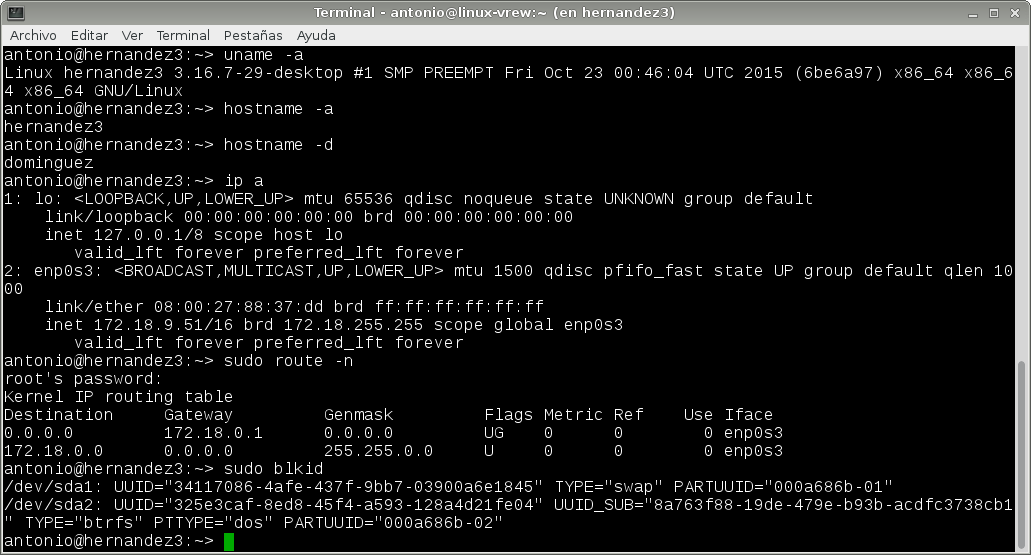 Terminal - antonio@linux-vrew:~ (en hernandez3)
Archivo Editar Ver Terminal Pestañas Ayuda
antonio@hernandez3:~> uname -a
Linux hernandez3 3.16.7-29-desktop #1 SMP PREEMPT Fri Oct 23 00:46:04 UTC 2015 (6be6a97) x86_64 x86_6
4 x86_64 GNU/Linux
antonio@hernandez3:~> hostname -a
hernandez3
antonio@hernandez3:~> hostname -d
dominguez
antonio@hernandez3:~> ip a
1: lo: <LOOPBACK,UP,LOWER_UP> mtu 65536 qdisc noqueue state UNKNOWN group default
    link/loopback 00:00:00:00:00:00 brd 00:00:00:00:00:00
    inet 127.0.0.1/8 scope host lo
       valid_lft forever preferred_lft forever
2: enp0s3: <BROADCAST,MULTICAST,UP,LOWER_UP> mtu 1500 qdisc pfifo_fast state UP group default qlen 10
00
    link/ether 08:00:27:88:37:dd brd ff:ff:ff:ff:ff:ff
    inet 172.18.9.51/16 brd 172.18.255.255 scope global enp0s3
       valid_lft forever preferred_lft forever
antonio@hernandez3:~> sudo route -n
root's password:
Kernel IP routing table
Destination     Gateway         Genmask         Flags Metric Ref    Use Iface
0.0.0.0         172.18.0.1      0.0.0.0         UG    0      0        0 enp0s3
172.18.0.0      0.0.0.0         255.255.0.0     U     0      0        0 enp0s3
antonio@hernandez3:~> sudo blkid
/dev/sda1: UUID="34117086-4afe-437f-9bb7-03900a6e1845" TYPE="swap" PARTUUID="000a686b-01"
/dev/sda2: UUID="325e3caf-8ed8-45f4-a593-128a4d21fe04" UUID_SUB="8a763f88-19de-479e-b93b-acdfc3738cb1
" TYPE="btrfs" PTTYPE="dos" PARTUUID="000a686b-02"
antonio@hernandez3:~>